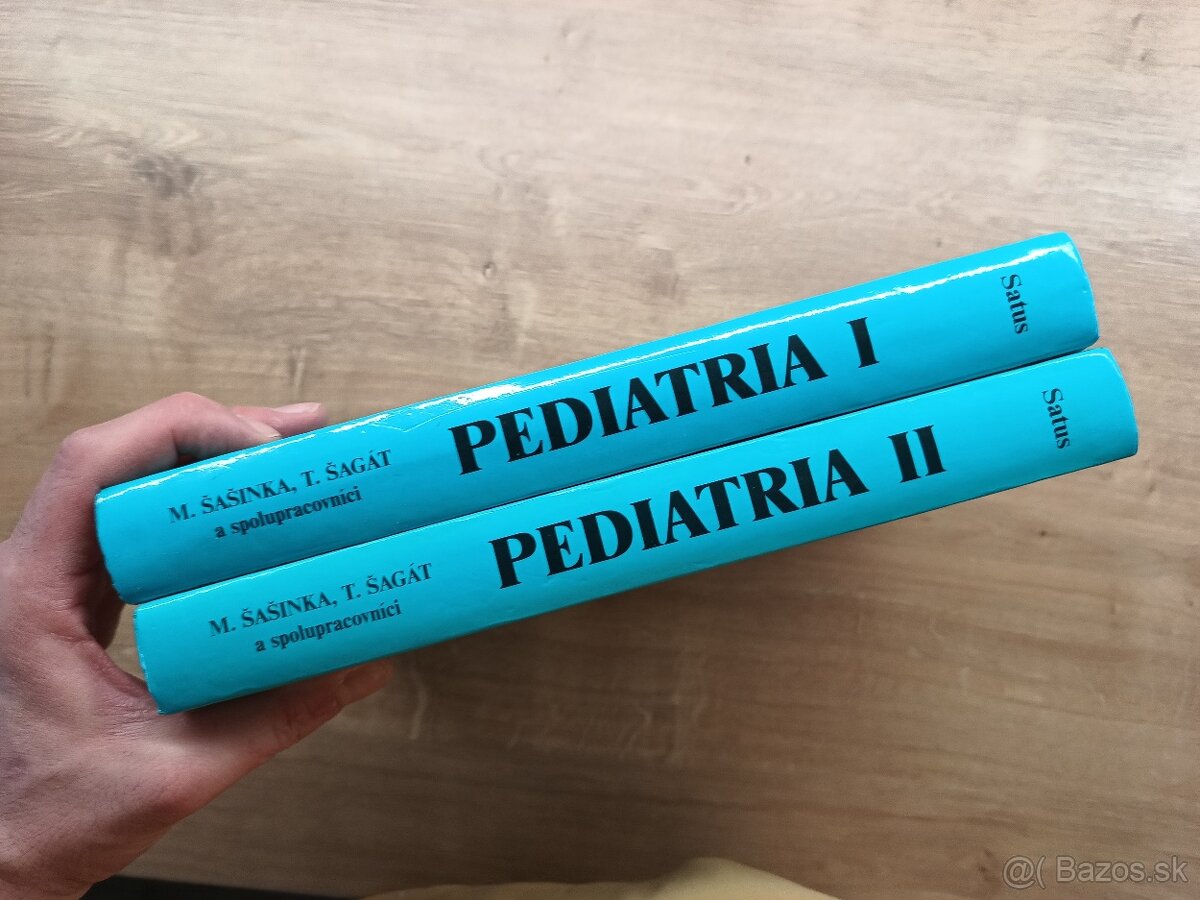 M. ŠAŠINKA, T. ŠAGÁT
a spolupracovníci
PEDIATRIA I
Satus
M. ŠAŠINKA, T. ŠAGÁT
a spolupracovníci
PEDIATRIA II
Satus
@( Bazos.sk